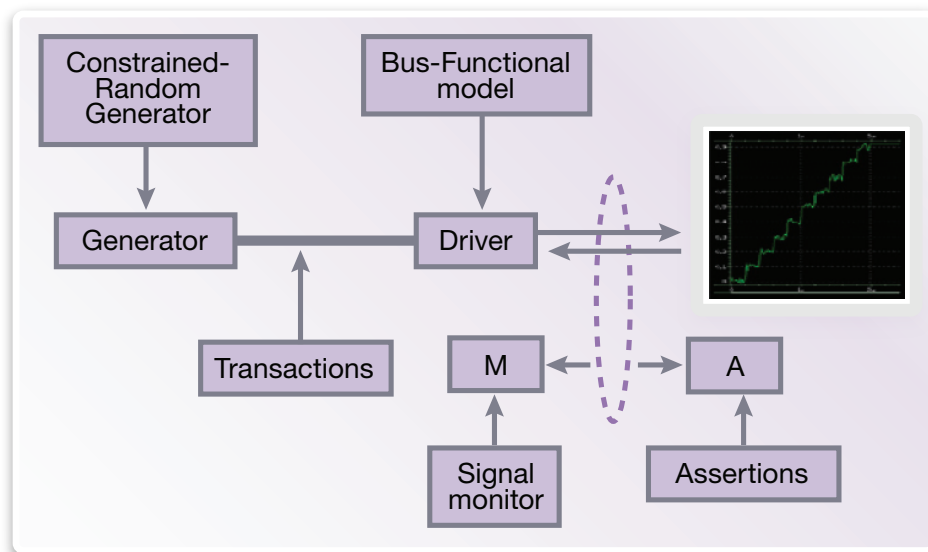 Constrained-
Random
Generator
Bus-Functional
model
Generator
Driver
Transactions
M
A
Signal
monitor
Assertions